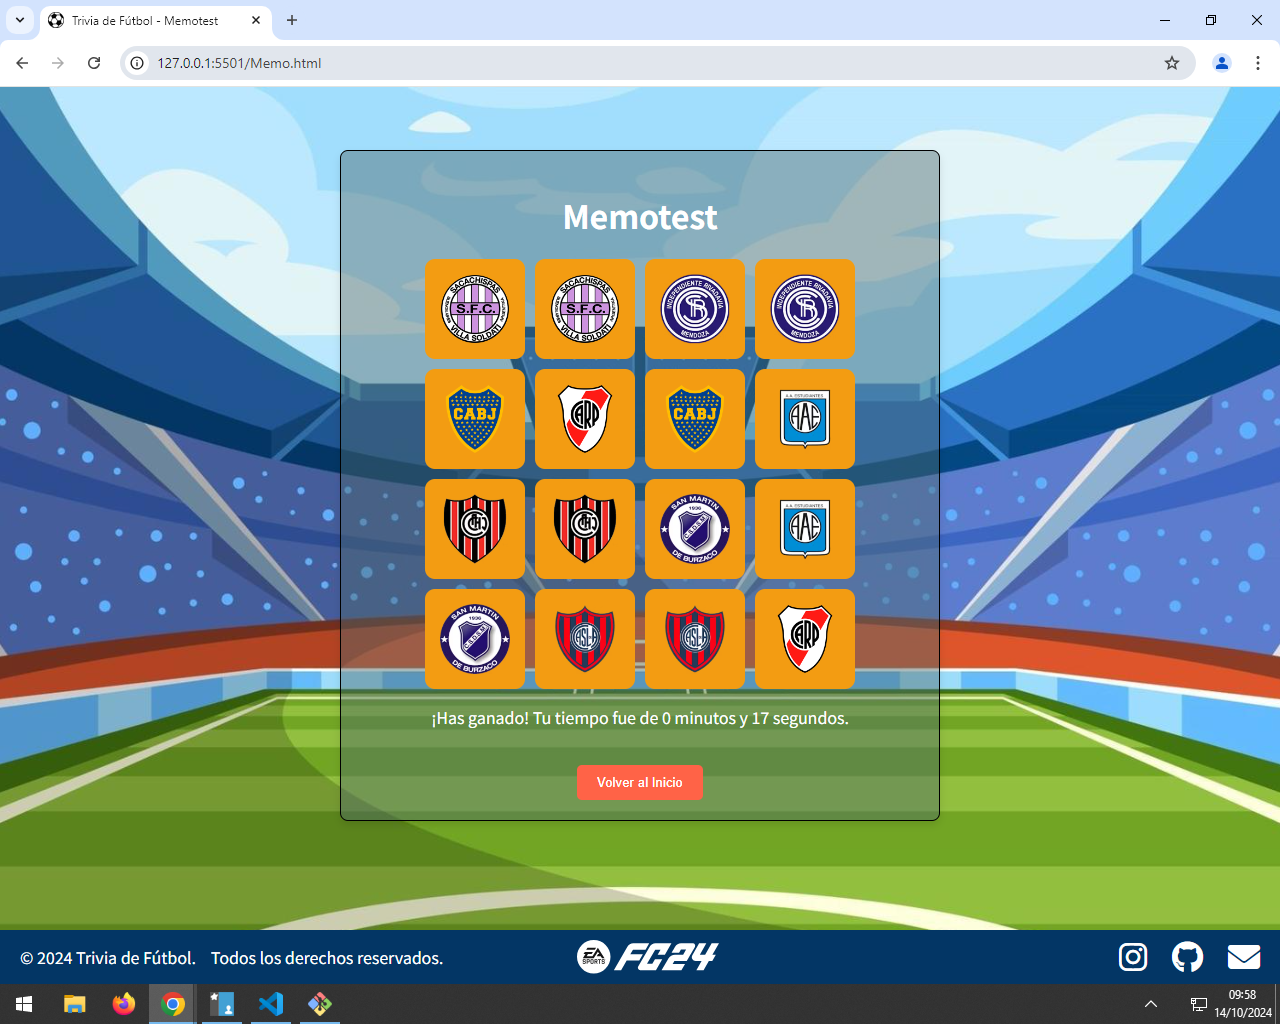 Trivia de Fútbol - Memotest
127.0.0.1:5501/Memo.html
Memotest
SACACHISPAS S.F.C. VILLA SOLDATI
SACACHISPAS S.F.C. VILLA SOLDATI
INDEPENDIENTE RIVADAVIA MENDOZA
INDEPENDIENTE RIVADAVIA MENDOZA
CABJ
CARP
CABJ
A.A. ESTUDIANTES AAE
CHJ
CHJ
SAN MARTIN 1936 DE BURZACO
A.A. ESTUDIANTES AAE
SAN MARTIN 1936 DE BURZACO
CASLA
CASLA
CARP
¡Has ganado! Tu tiempo fue de 0 minutos y 17 segundos.
Volver al Inicio
© 2024 Trivia de Fútbol. Todos los derechos reservados.
EA SPORTS FC24
09:58
14/10/2024